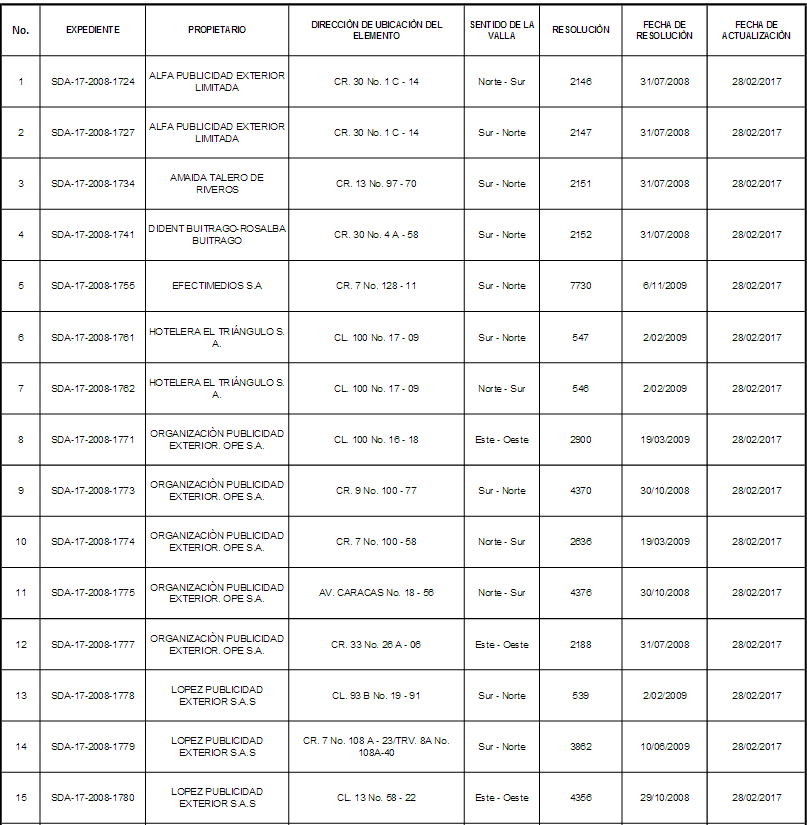 No. EXPEDIENTE PROPIETARIO DIRECCIÓN DE UBICACIÓN DEL ELEMENTO SENTIDO DE LA VALLA RESOLUCIÓN FECHA DE RESOLUCIÓN FECHA DE ACTUALIZACIÓN
1 SDA-17-2008-1724 ALFA PUBLICIDAD EXTERIOR LIMITADA CR. 30 No. 1 C - 14 Norte - Sur 2146 31/07/2008 28/02/2017
2 SDA-17-2008-1727 ALFA PUBLICIDAD EXTERIOR LIMITADA CR. 30 No. 1 C - 14 Sur - Norte 2147 31/07/2008 28/02/2017
3 SDA-17-2008-1734 AMAIDA TALERO DE RIVEROS CR. 13 No. 97 - 70 Sur - Norte 2151 31/07/2008 28/02/2017
4 SDA-17-2008-1741 DIDENT BUITRAGO-ROSALBA BUITRAGO CR. 30 No. 4 A - 58 Sur - Norte 2152 31/07/2008 28/02/2017
5 SDA-17-2008-1755 EFECTIMEDIOS S.A CR. 7 No. 128 - 11 Sur - Norte 7730 6/11/2009 28/02/2017
6 SDA-17-2008-1761 HOTELERA EL TRIÁNGULO S. A. CL. 100 No. 17 - 09 Sur - Norte 547 2/02/2009 28/02/2017
7 SDA-17-2008-1762 HOTELERA EL TRIÁNGULO S. A. CL. 100 No. 17 - 09 Norte - Sur 546 2/02/2009 28/02/2017
8 SDA-17-2008-1771 ORGANIZACIÒN PUBLICIDAD EXTERIOR. OPE S.A. CL. 100 No. 16 - 18 Este - Oeste 2900 19/03/2009 28/02/2017
9 SDA-17-2008-1773 ORGANIZACIÒN PUBLICIDAD EXTERIOR. OPE S.A. CR. 9 No. 100 - 77 Sur - Norte 4370 30/10/2008 28/02/2017
10 SDA-17-2008-1774 ORGANIZACIÒN PUBLICIDAD EXTERIOR. OPE S.A. CR. 7 No. 100 - 58 Norte - Sur 2636 19/03/2009 28/02/2017
11 SDA-17-2008-1775 ORGANIZACIÒN PUBLICIDAD EXTERIOR. OPE S.A. AV. CARACAS No. 18 - 56 Norte - Sur 4376 30/10/2008 28/02/2017
12 SDA-17-2008-1777 ORGANIZACIÒN PUBLICIDAD EXTERIOR. OPE S.A. CR. 33 No. 26 A - 06 Este - Oeste 2188 31/07/2008 28/02/2017
13 SDA-17-2008-1778 LOPEZ PUBLICIDAD EXTERIOR S.A.S CL. 93 B No. 19 - 91 Sur - Norte 539 2/02/2009 28/02/2017
14 SDA-17-2008-1779 LOPEZ PUBLICIDAD EXTERIOR S.A.S CR. 7 No. 108 A - 23/TRV. 8A No. 108A-40 Sur - Norte 3862 10/06/2009 28/02/2017
15 SDA-17-2008-1780 LOPEZ PUBLICIDAD EXTERIOR S.A.S CL. 13 No. 58 - 22 Este - Oeste 4356 29/10/2008 28/02/2017